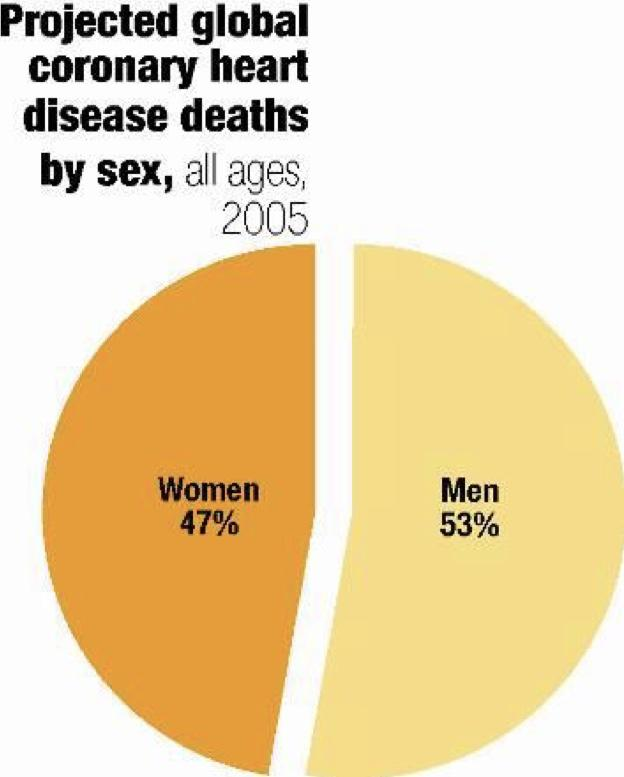 Projected global
coronary heart
disease deaths
by sex, all ages,
2005
Women
47%
Men
53%